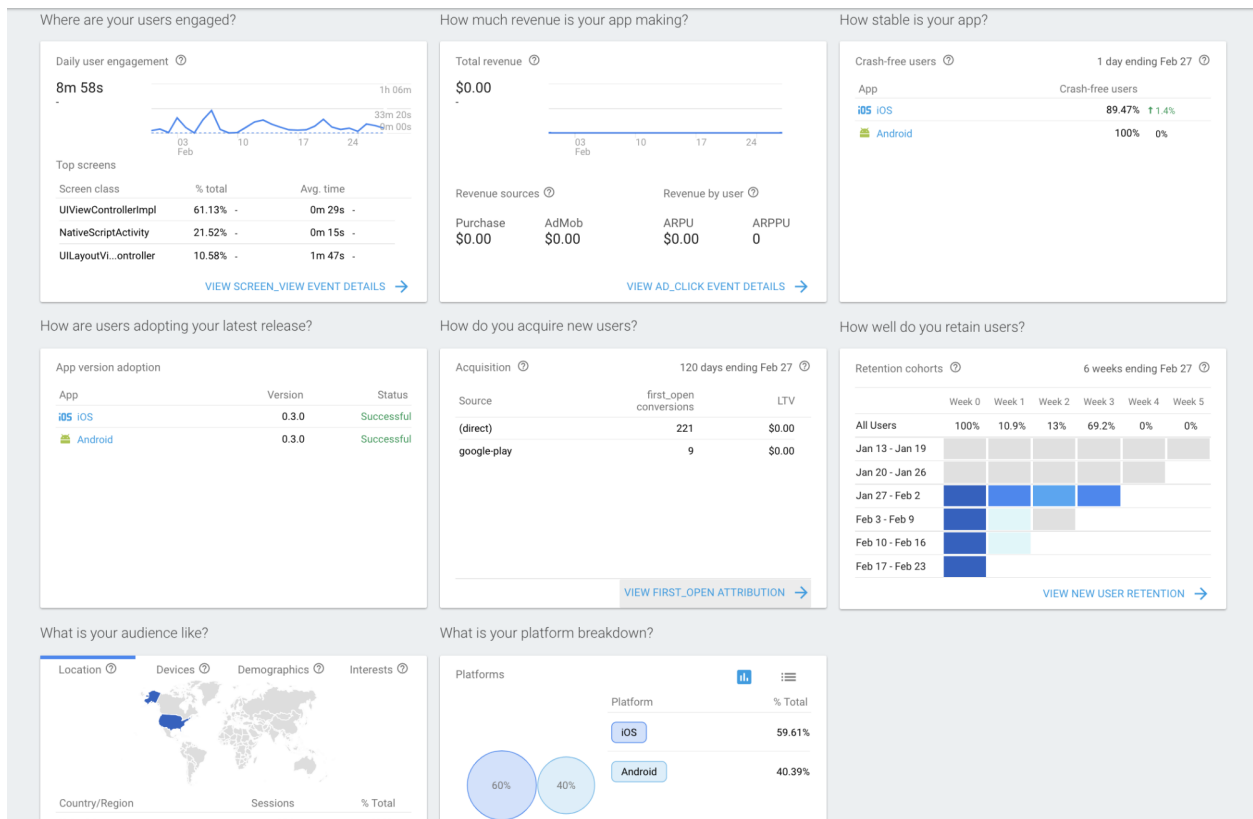 Where are your users engaged?
Daily user engagement
8m 58s
-
1h 06m
33m 20s
0m 00s
03 10 17 24
Feb
Top screens
Screen class % total Avg. time
UIViewControllerImpl 61.13% - 0m 29s -
NativeScriptActivity 21.52% - 0m 15s -
UILayoutVi...ontroller 10.58% - 1m 47s -
VIEW SCREEN_VIEW EVENT DETAILS
How much revenue is your app making?
Total revenue
$0.00
-
03 10 17 24
Feb
Revenue sources Revenue by user
Purchase AdMob ARPU ARPPU
$0.00 $0.00 $0.00 0
VIEW AD_CLICK EVENT DETAILS
How stable is your app?
Crash-free users 1 day ending Feb 27
App Crash-free users
iOS iOS 89.47% ↑ 1.4%
Android 100% 0%
How are users adopting your latest release?
App version adoption
App Version Status
iOS iOS 0.3.0 Successful
Android 0.3.0 Successful
How do you acquire new users?
Acquisition 120 days ending Feb 27
Source first_open conversions LTV
(direct) 221 $0.00
google-play 9 $0.00
VIEW FIRST_OPEN ATTRIBUTION
How well do you retain users?
Retention cohorts 6 weeks ending Feb 27
Week 0 Week 1 Week 2 Week 3 Week 4 Week 5
All Users 100% 10.9% 13% 69.2% 0% 0%
Jan 13 - Jan 19
Jan 20 - Jan 26
Jan 27 - Feb 2
Feb 3 - Feb 9
Feb 10 - Feb 16
Feb 17 - Feb 23
VIEW NEW USER RETENTION
What is your audience like?
Location Devices Demographics Interests
Country/Region Sessions % Total
What is your platform breakdown?
Platforms
Platform % Total
iOS 59.61%
Android 40.39%
60% 40%